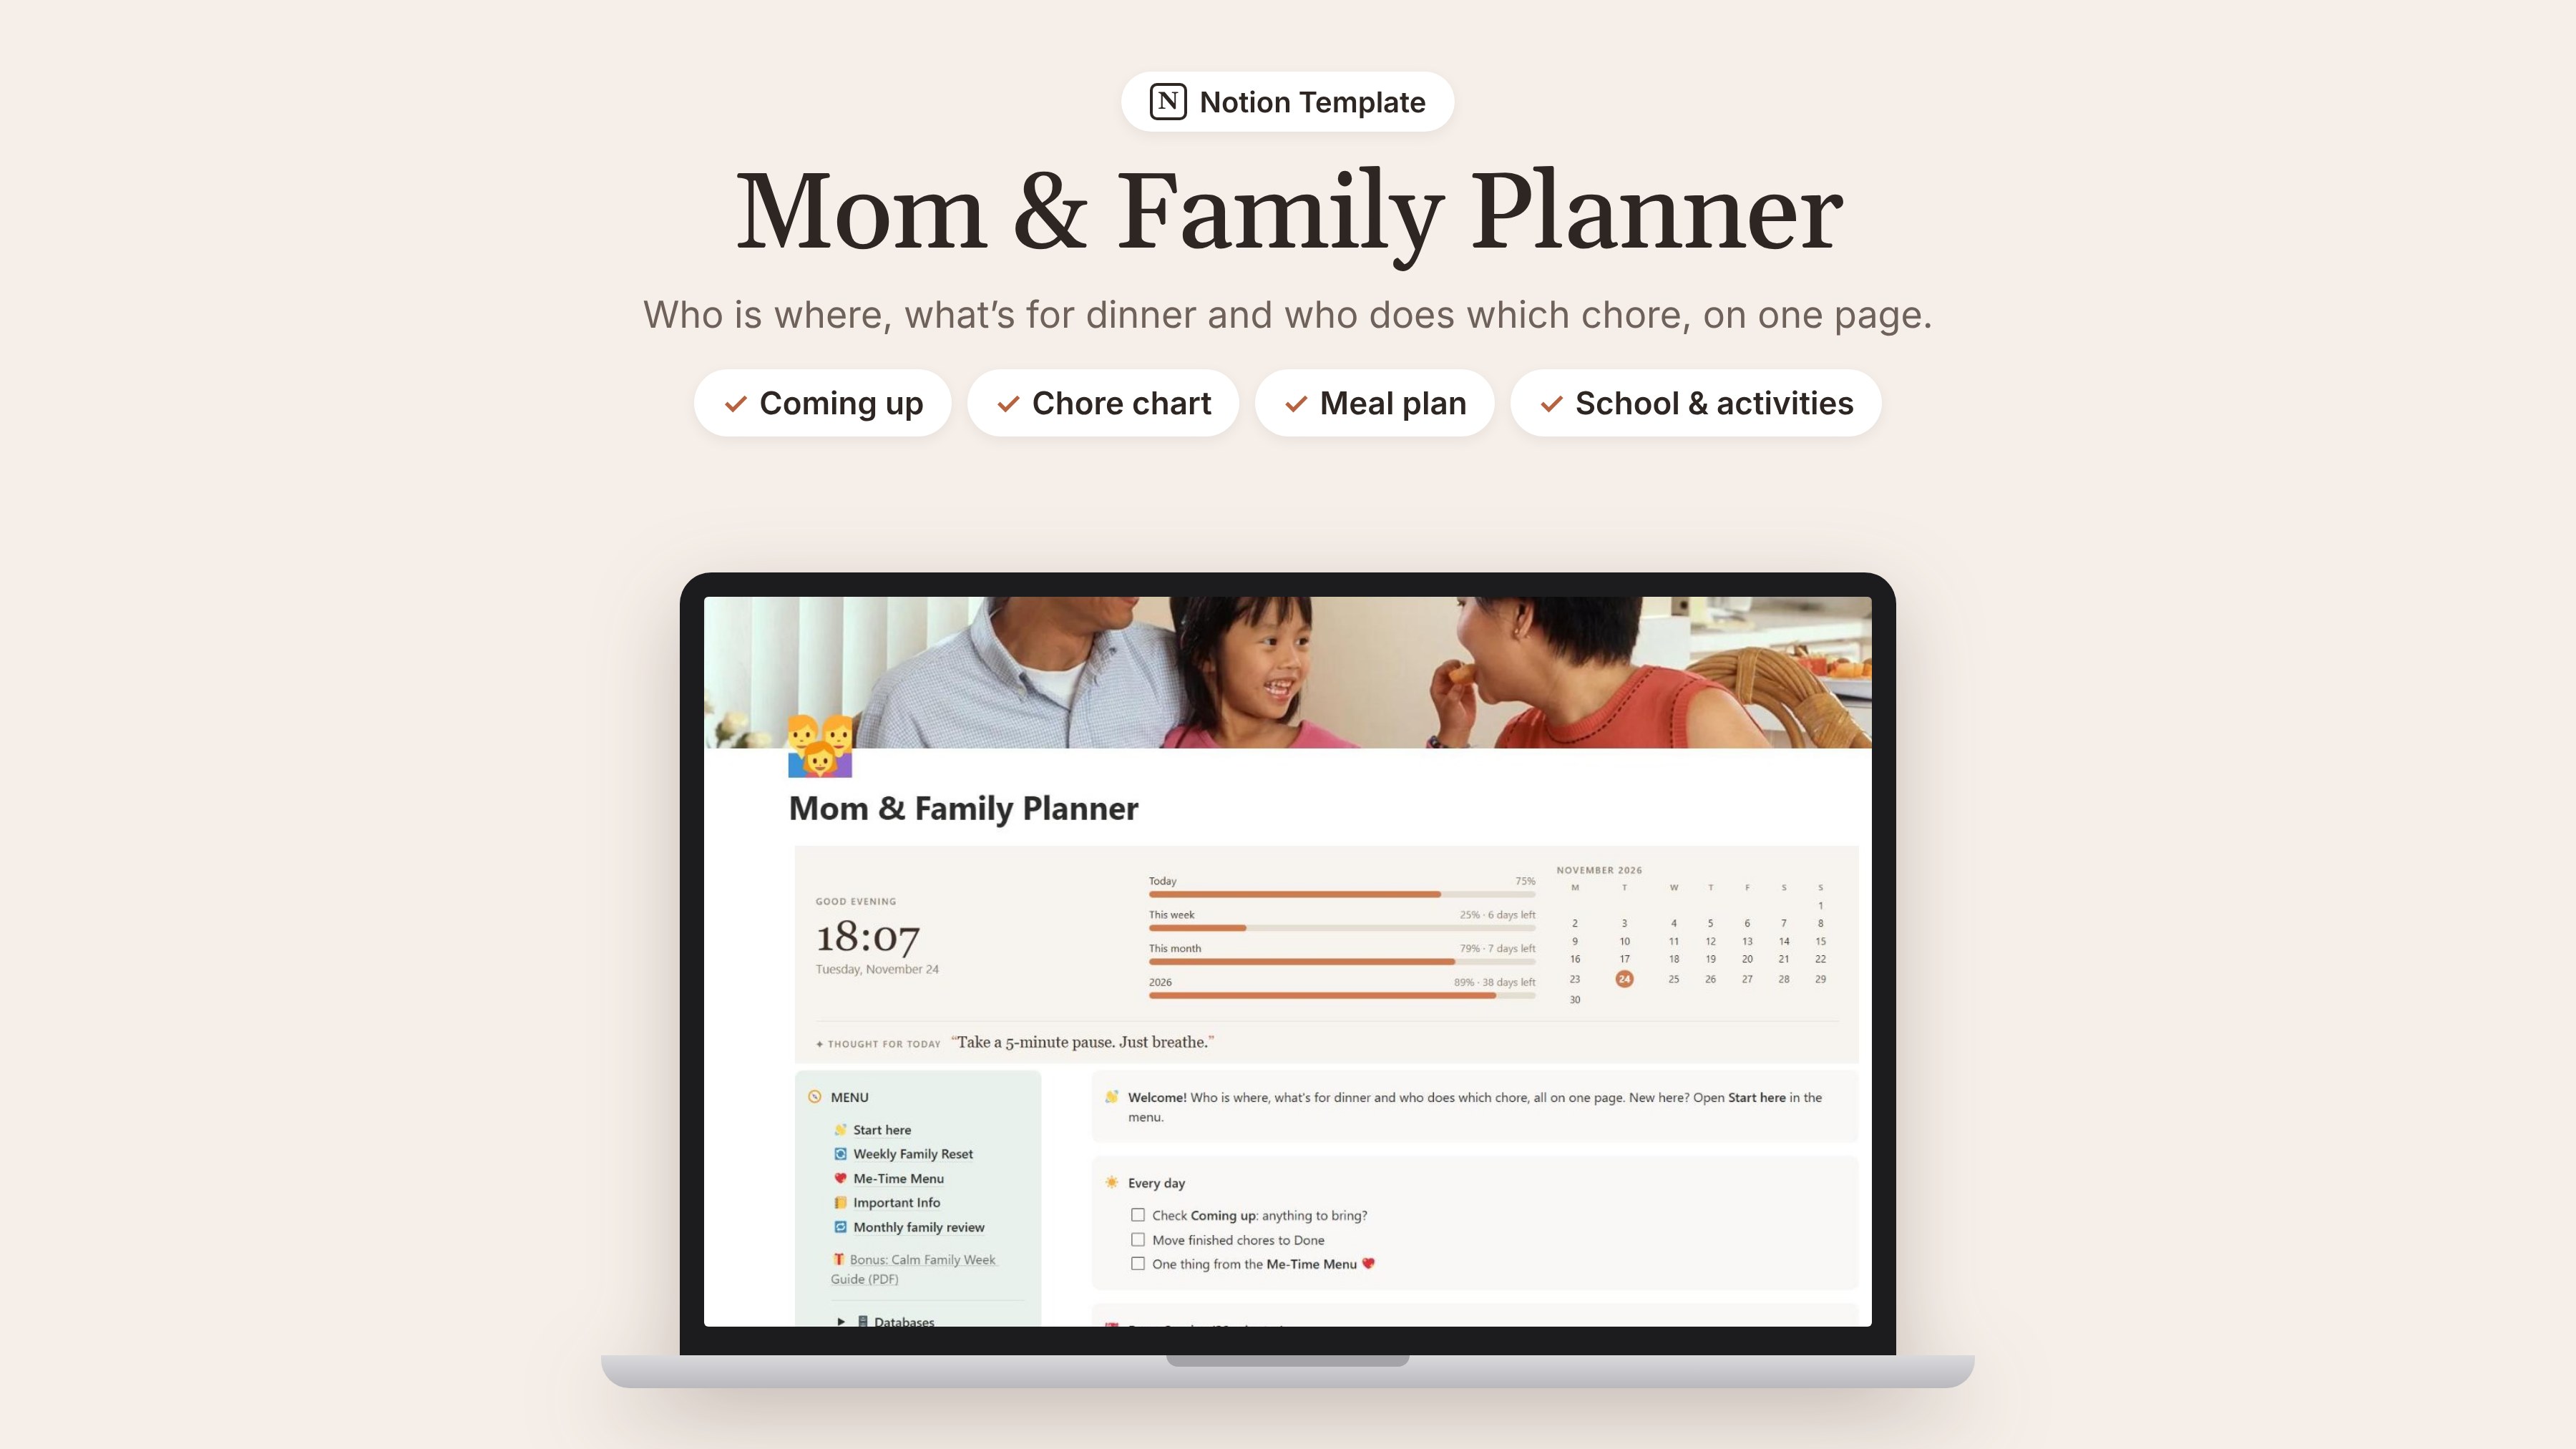 N Notion Template
Mom & Family Planner
Who is where, what’s for dinner and who does which chore, on one page.
✓ Coming up ✓ Chore chart ✓ Meal plan ✓ School & activities
Mom & Family Planner
GOOD EVENING
18:07
Tuesday, November 24
Today 75%
This week 25% · 6 days left
This month 79% · 7 days left
2026 89% · 38 days left
NOVEMBER 2026
M T W T F S S
1
2 3 4 5 6 7 8
9 10 11 12 13 14 15
16 17 18 19 20 21 22
23 24 25 26 27 28 29
30
✦ THOUGHT FOR TODAY “Take a 5-minute pause. Just breathe.”
MENU
Start here
Weekly Family Reset
Me-Time Menu
Important Info
Monthly family review
Bonus: Calm Family Week
Guide (PDF)
Databases
Welcome! Who is where, what's for dinner and who does which chore, all on one page. New here? Open Start here in the
menu.
Every day
Check Coming up: anything to bring?
Move finished chores to Done
One thing from the Me-Time Menu